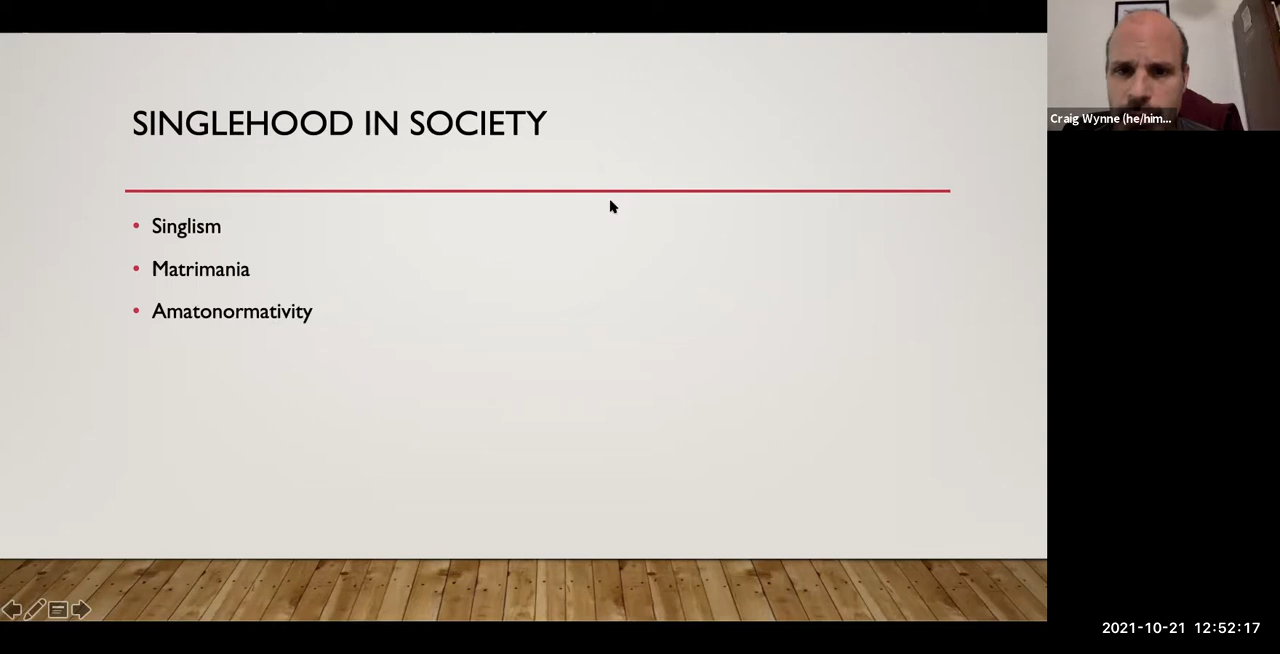 SINGLEHOOD IN SOCIETY
• Singlism
• Matrimania
• Amatonormativity
Craig Wynne (he/him...
2021-10-21 12:52:17